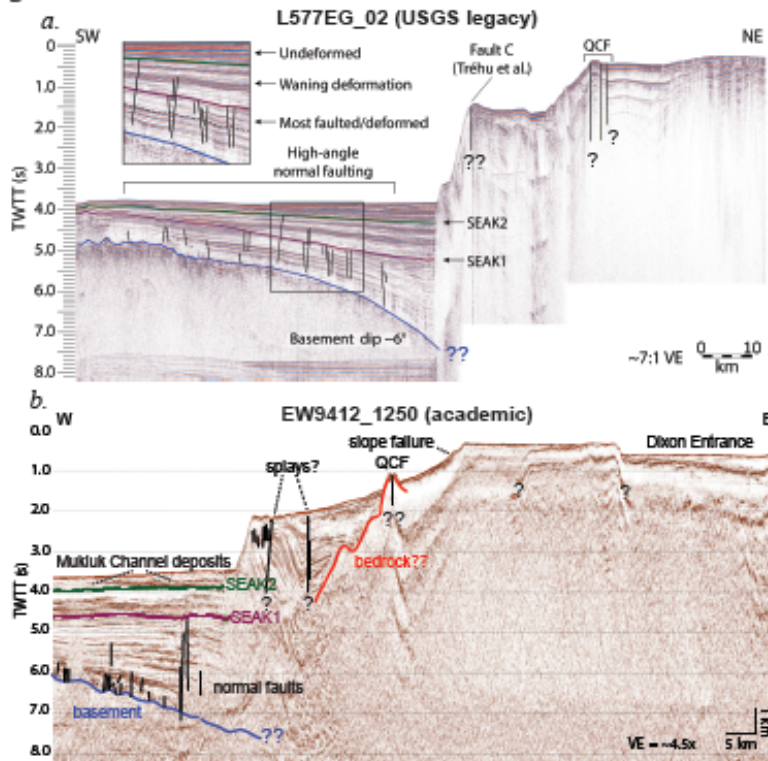 L577EG_02 (USGS legacy)
a.
SW
NE
Undeformed
Waning deformation
Most faulted/deformed
High-angle
normal faulting
Fault C
(Tréhu et al.)
QCF
??
?
?
SEAK2
SEAK1
Basement dip ~6°
??
~7:1 VE
0 10
km
TWTT (s)
0
0.5
1.0
2.0
3.0
4.0
5.0
6.0
7.0
8.0
b.
W
EW9412_1250 (academic)
slope failure
QCF
Dixon Entrance
splays?
??
?
?
?
?
bedrock??
Mukluk Channel deposits
SEAK2
SEAK1
normal faults
basement
??
VE = ~4.5x
5 km
1 km
TWTT (s)
0.0
1.0
2.0
3.0
4.0
5.0
6.0
7.0
8.0